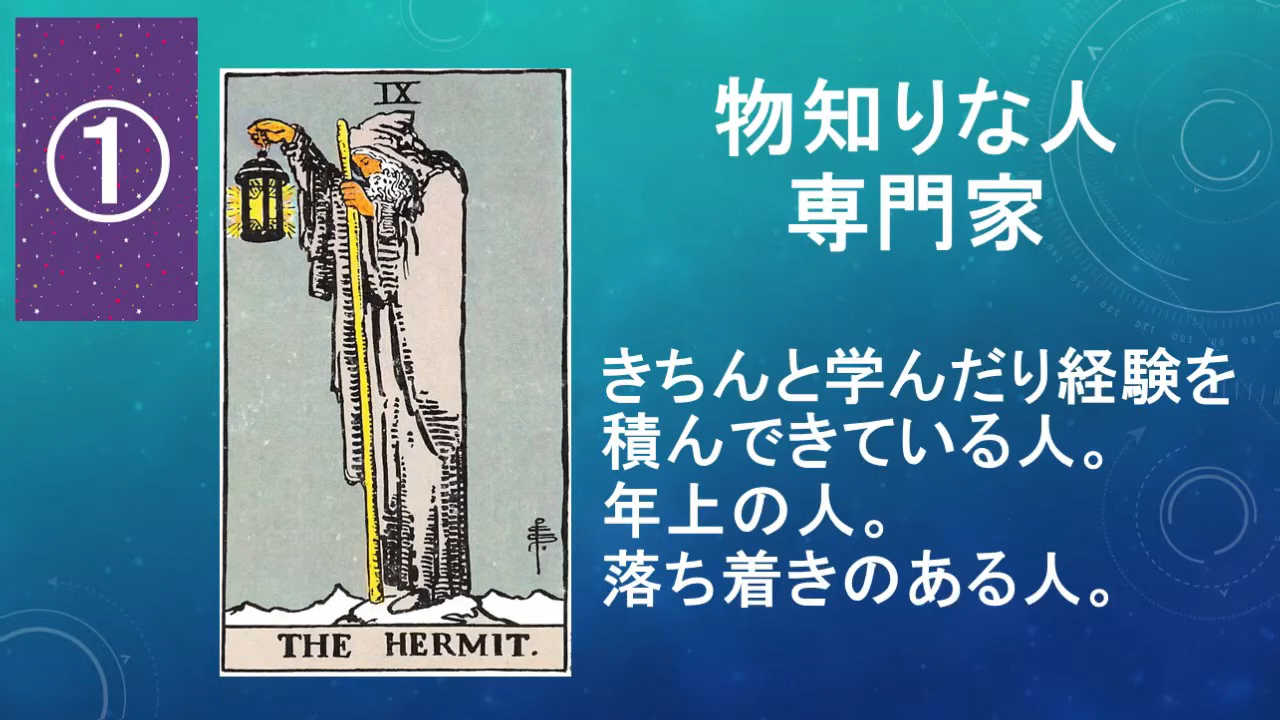 ①
IX
THE HERMIT.
物知りな人
専門家
きちんと学んだり経験を
積んできている人。
年上の人。
落ち着きのある人。